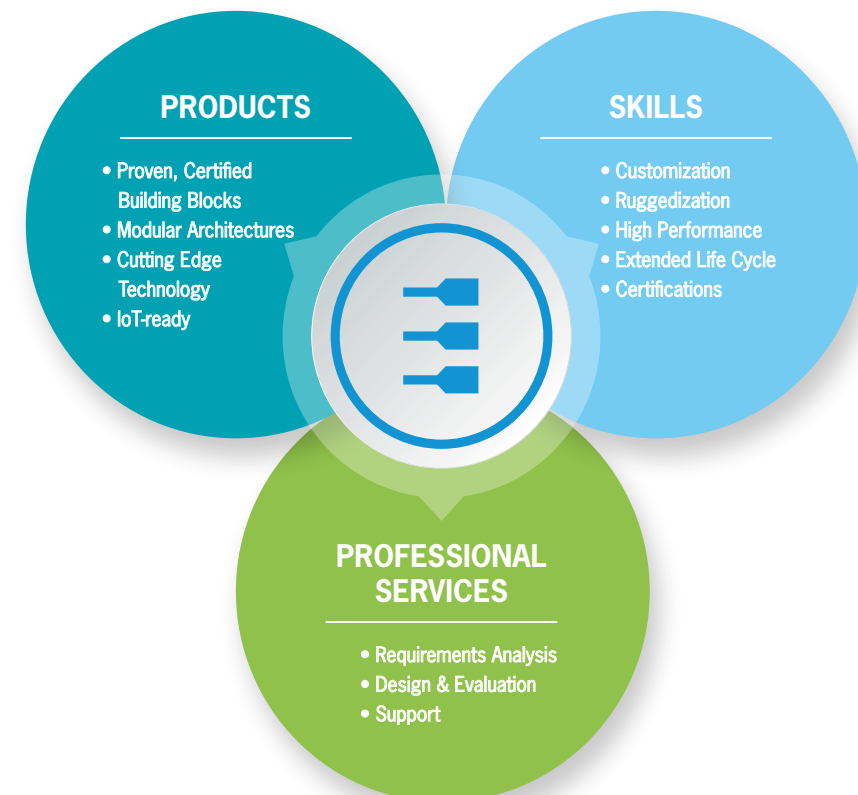 PRODUCTS
• Proven, Certified
Building Blocks
• Modular Architectures
• Cutting Edge
Technology
• IoT-ready
SKILLS
• Customization
• Ruggedization
• High Performance
• Extended Life Cycle
• Certifications
PROFESSIONAL
SERVICES
• Requirements Analysis
• Design & Evaluation
• Support